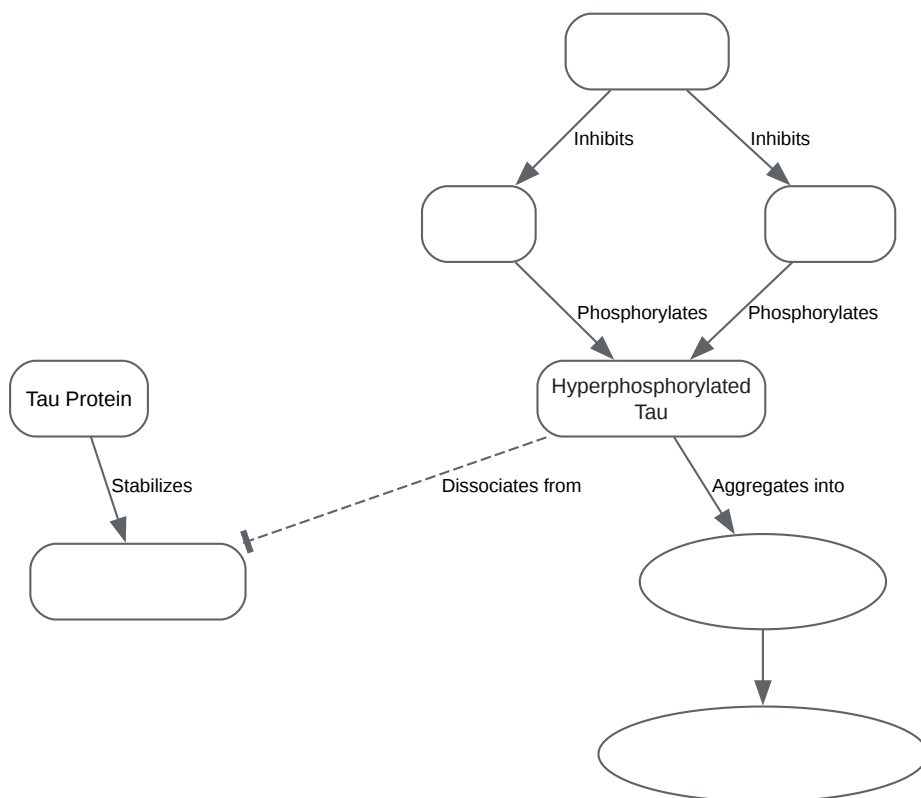 Inhibits
Inhibits
Phosphorylates
Phosphorylates
Tau Protein
Hyperphosphorylated
Tau
Stabilizes
Dissociates from
Aggregates into